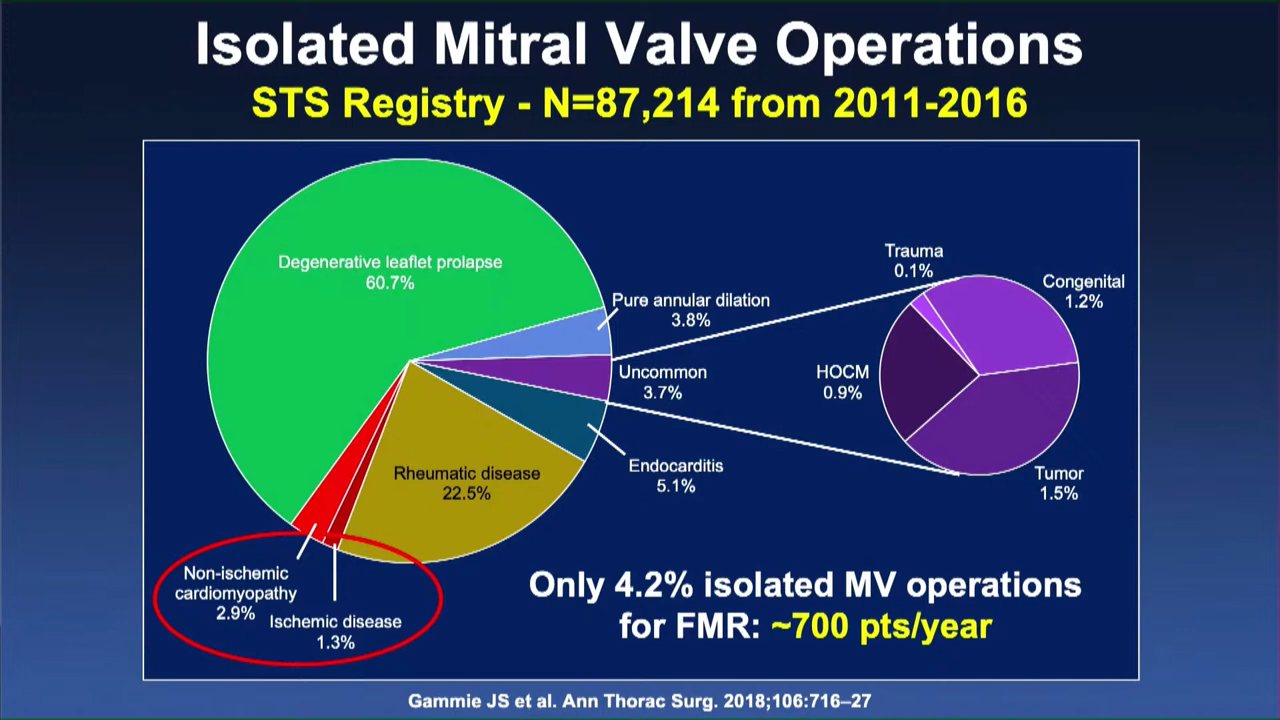 Isolated Mitral Valve Operations
STS Registry - N=87,214 from 2011-2016
Degenerative leaflet prolapse
60.7%
Pure annular dilation
3.8%
Uncommon
3.7%
Endocarditis
5.1%
Rheumatic disease
22.5%
Non-ischemic
cardiomyopathy
2.9%
Ischemic disease
1.3%
Trauma
0.1%
Congenital
1.2%
HOCM
0.9%
Tumor
1.5%
Only 4.2% isolated MV operations
for FMR: ~700 pts/year
Gammie JS et al. Ann Thorac Surg. 2018;106:716–27